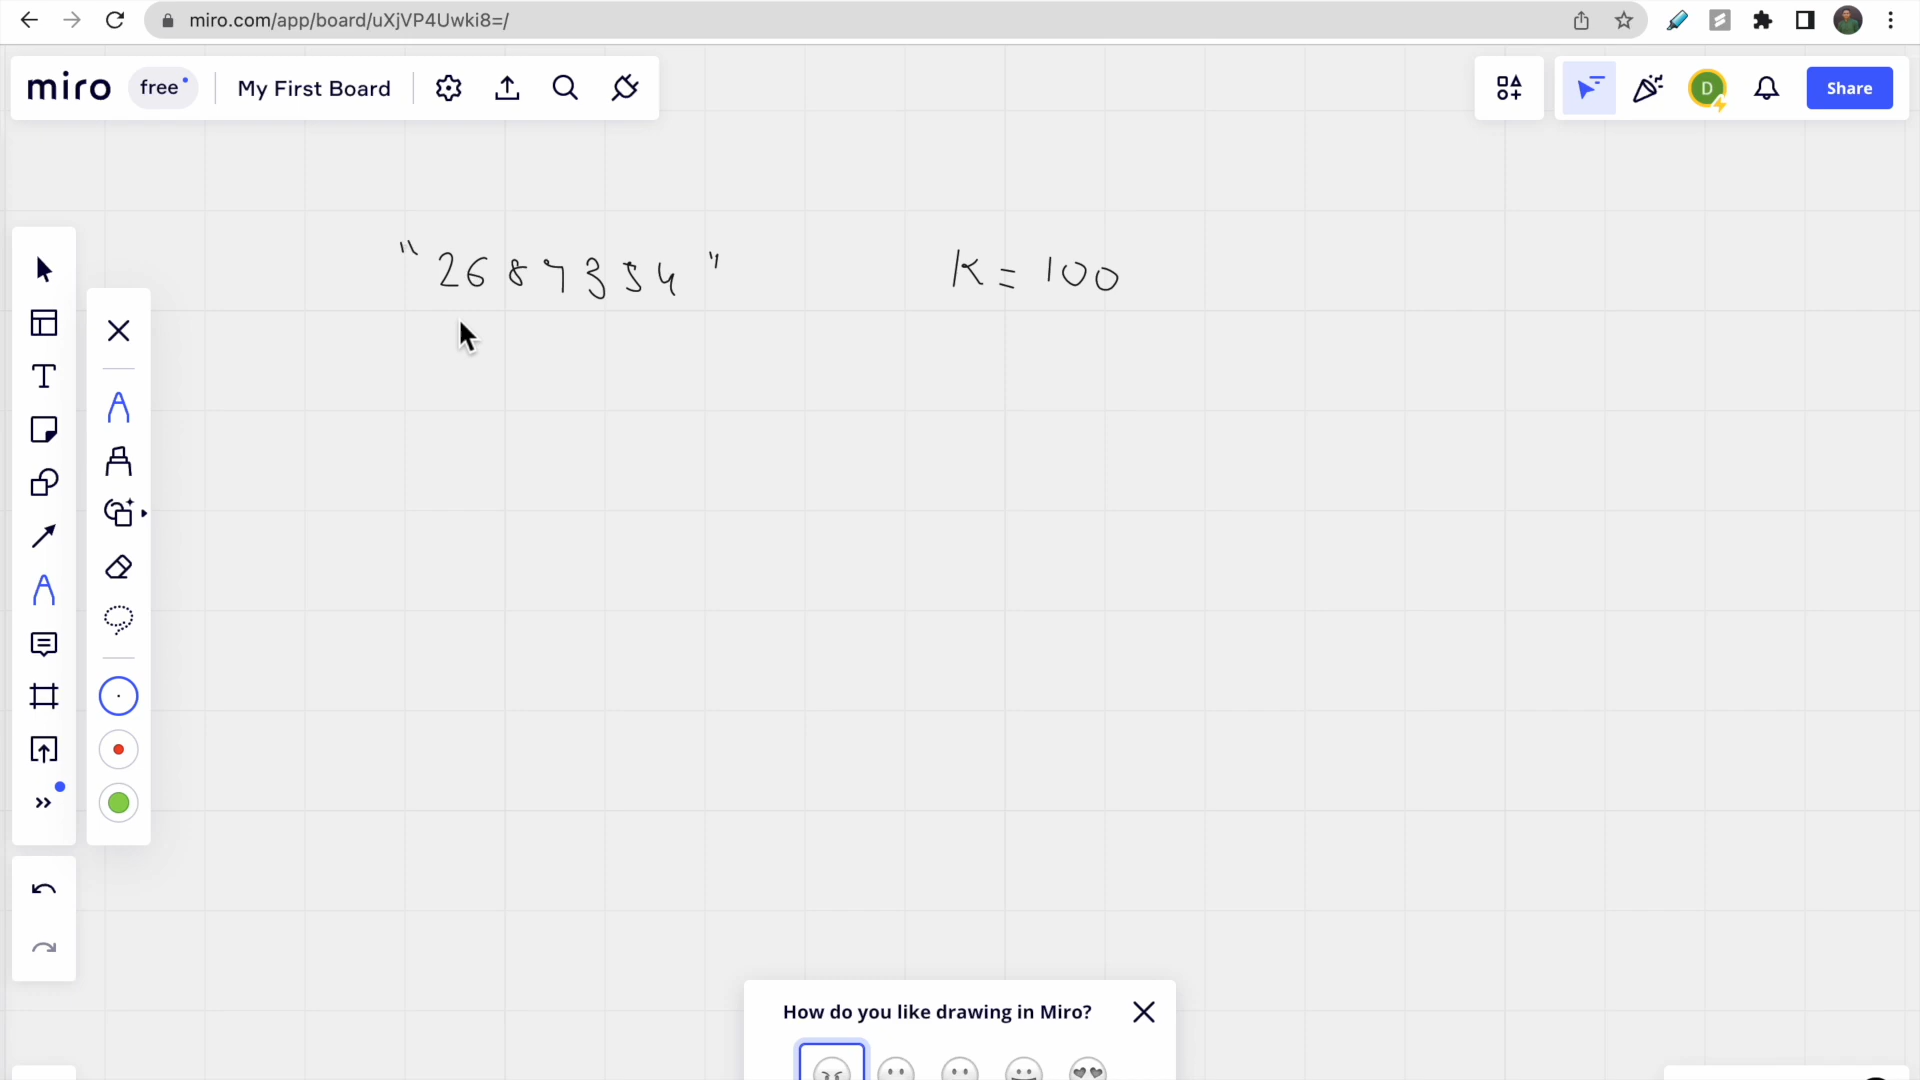 miro.com/app/board/uXjVP4Uwki8=/
miro free My First Board
D Share
"2687354" K = 100
How do you like drawing in Miro?